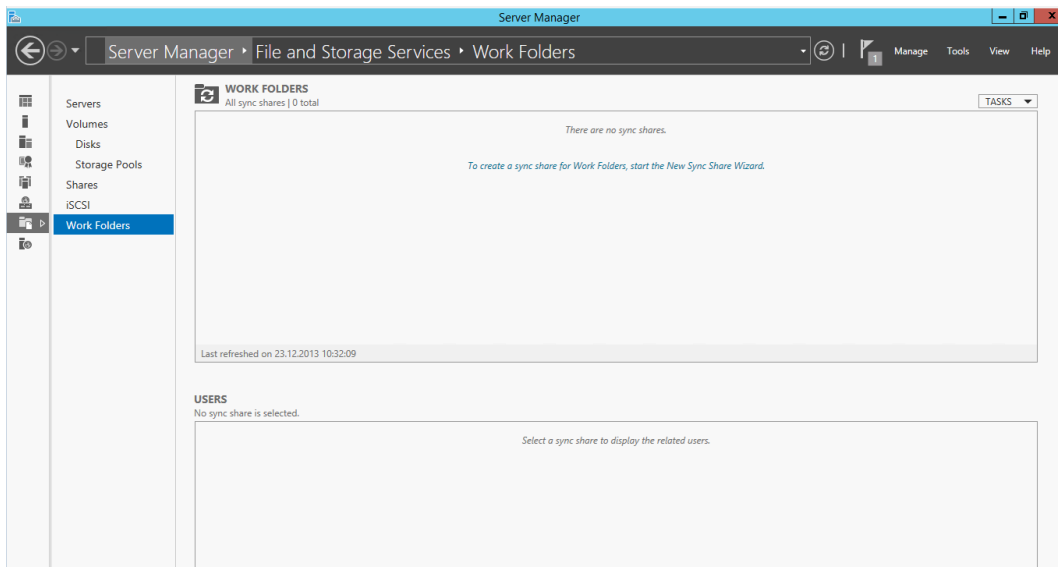 Server Manager
Server Manager ‣ File and Storage Services ‣ Work Folders
1
Manage Tools View Help
Servers
Volumes
Disks
Storage Pools
Shares
iSCSI
Work Folders
WORK FOLDERS
All sync shares | 0 total
TASKS
There are no sync shares.
To create a sync share for Work Folders, start the New Sync Share Wizard.
Last refreshed on 23.12.2013 10:32:09
USERS
No sync share is selected.
Select a sync share to display the related users.